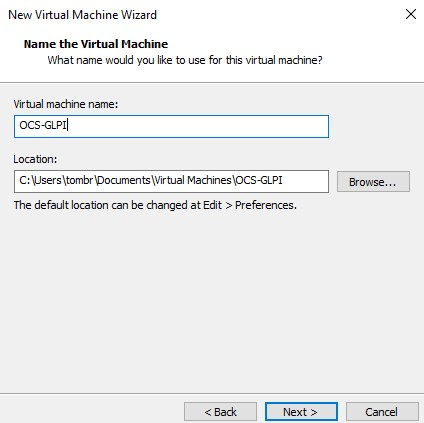 New Virtual Machine Wizard
Name the Virtual Machine
What name would you like to use for this virtual machine?
Virtual machine name:
OCS-GLPI
Location:
C:\Users\tombr\Documents\Virtual Machines\OCS-GLPI
Browse...
The default location can be changed at Edit > Preferences.
< Back
Next >
Cancel